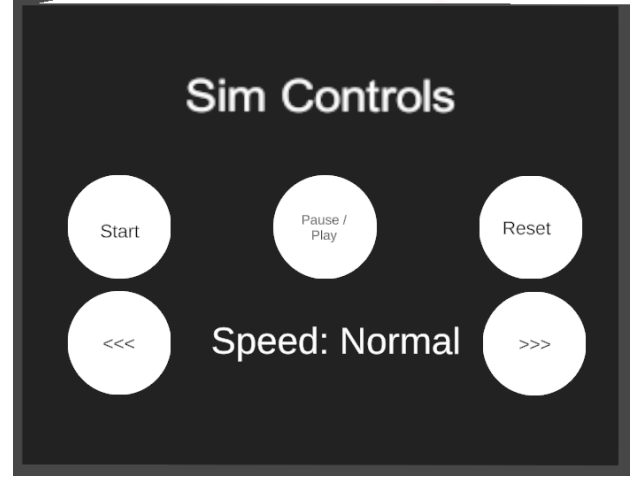 Sim Controls
Start
Pause /
Play
Reset
<<<
Speed: Normal
>>>